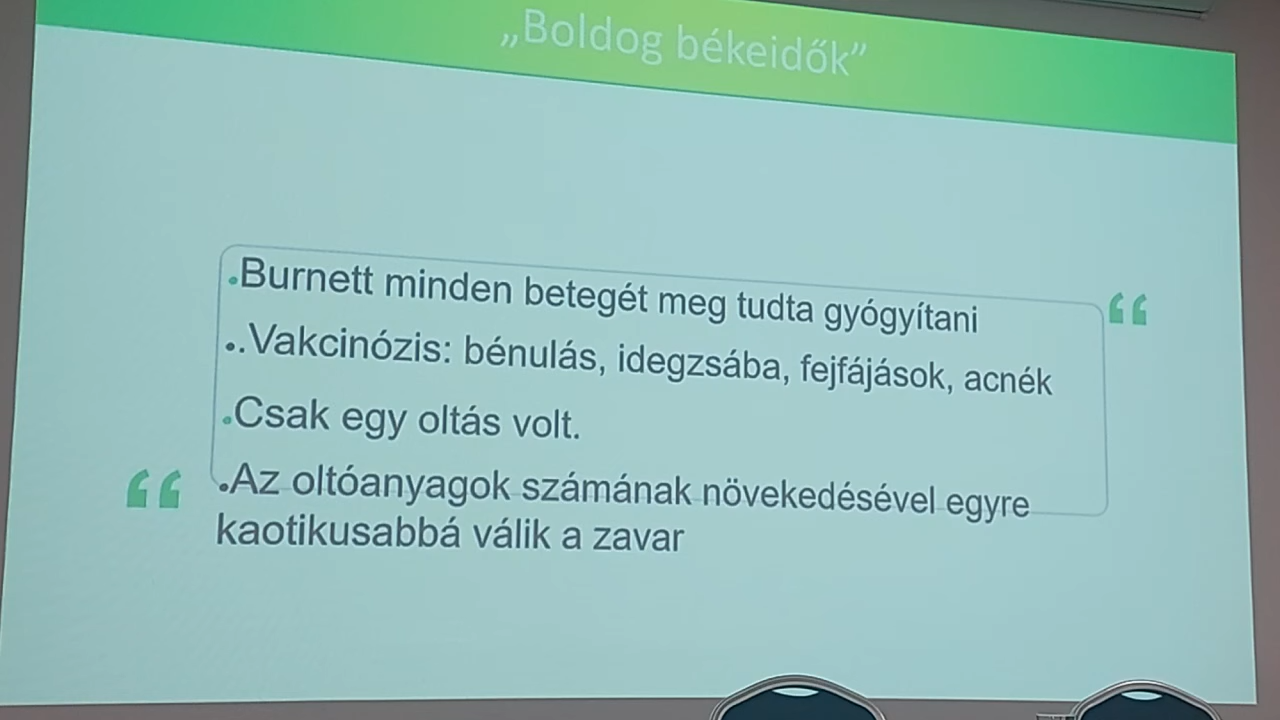 „Boldog békeidők”
.Burnett minden betegét meg tudta gyógyítani
..Vakcinózis: bénulás, idegzsába, fejfájások, acnék
.Csak egy oltás volt.
.Az oltóanyagok számának növekedésével egyre
kaotikusabbá válik a zavar